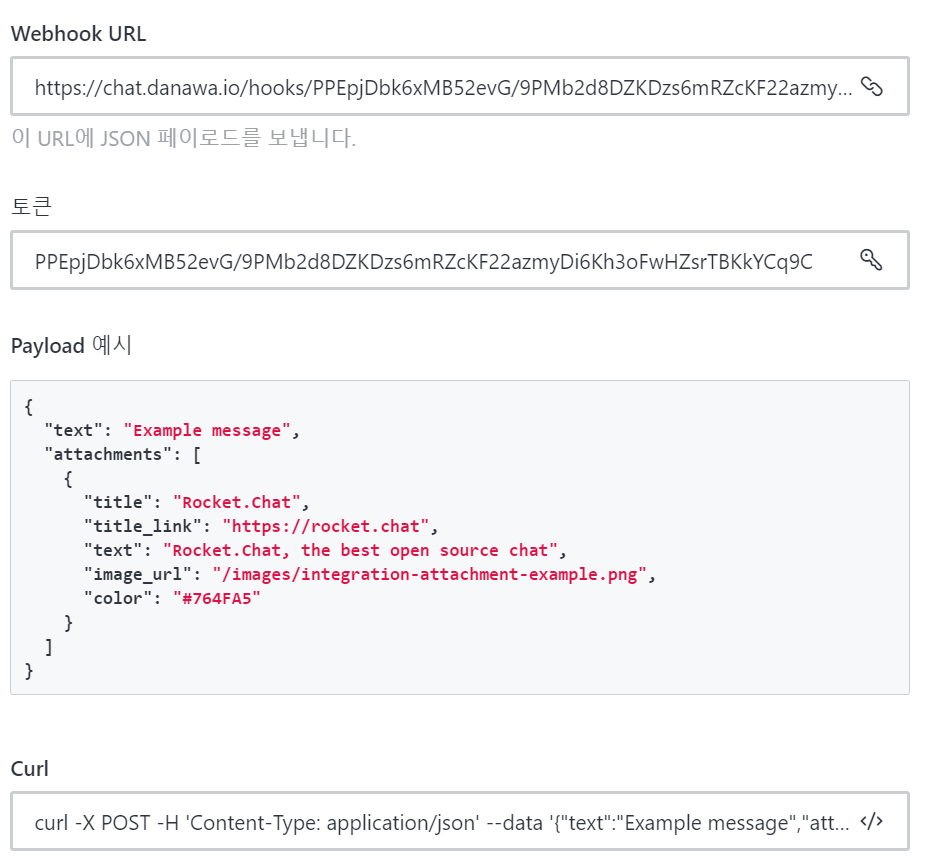 Webhook URL
https://chat.danawa.io/hooks/PPEpjDbk6xMB52evG/9PMb2d8DZKDzs6mRZcKF22azmy...
이 URL에 JSON 페이로드를 보냅니다.
토큰
PPEpjDbk6xMB52evG/9PMb2d8DZKDzs6mRZcKF22azmyDi6Kh3oFwHZsrTBKkYCq9C
Payload 예시
{
"text": "Example message",
"attachments": [
{
"title": "Rocket.Chat",
"title_link": "https://rocket.chat",
"text": "Rocket.Chat, the best open source chat",
"image_url": "/images/integration-attachment-example.png",
"color": "#764FA5"
}
]
}
Curl
curl -X POST -H 'Content-Type: application/json' --data '{"text":"Example message","att...